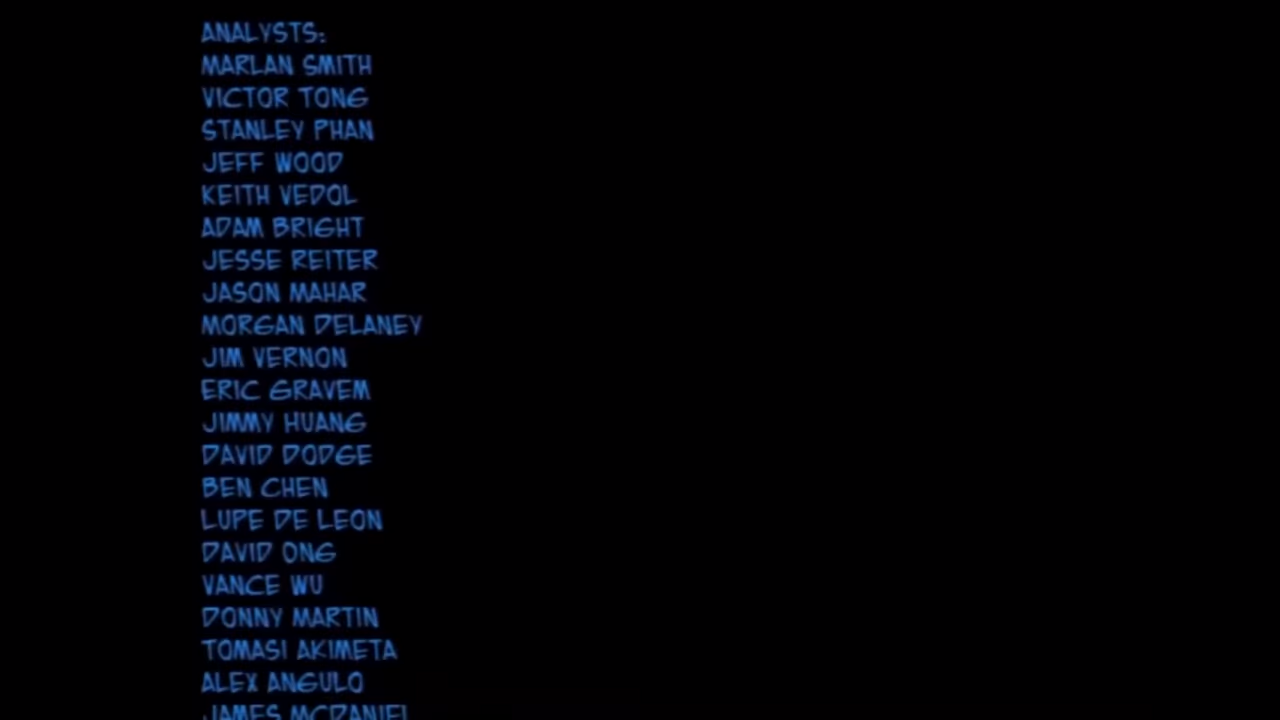 ANALYSTS:
MARLAN SMITH
VICTOR TONG
STANLEY PHAN
JEFF WOOD
KEITH VEDOL
ADAM BRIGHT
JESSE REITER
JASON MAHAR
MORGAN DELANEY
JIM VERNON
ERIC GRAVEM
JIMMY HUANG
DAVID DODGE
BEN CHEN
LUPE DE LEON
DAVID ONG
VANCE WU
DONNY MARTIN
TOMASI AKIMETA
ALEX ANGULO
JAMES MCDANIEL